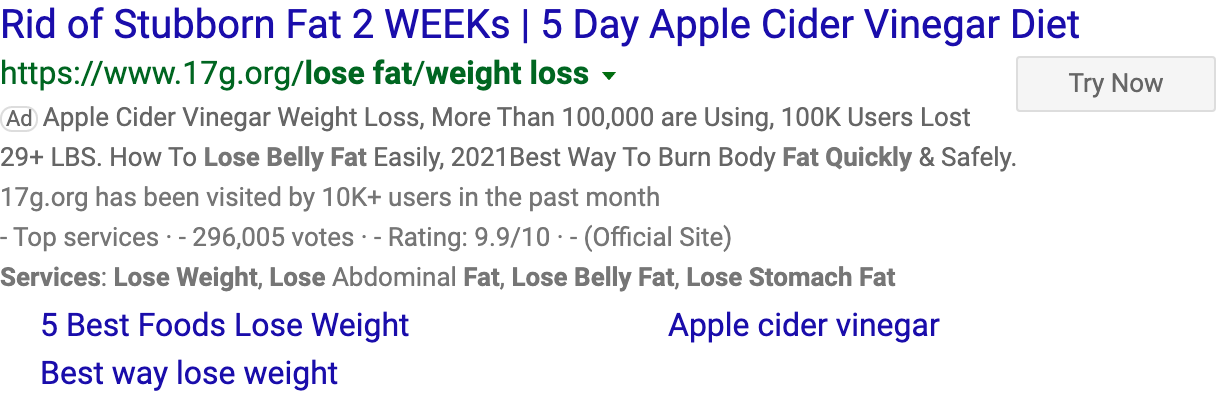 Rid of Stubborn Fat 2 WEEKs | 5 Day Apple Cider Vinegar Diet
https://www.17g.org/lose fat/weight loss
Try Now
Ad Apple Cider Vinegar Weight Loss, More Than 100,000 are Using, 100K Users Lost
29+ LBS. How To Lose Belly Fat Easily, 2021Best Way To Burn Body Fat Quickly & Safely.
17g.org has been visited by 10K+ users in the past month
- Top services · - 296,005 votes · - Rating: 9.9/10 · - (Official Site)
Services: Lose Weight, Lose Abdominal Fat, Lose Belly Fat, Lose Stomach Fat
5 Best Foods Lose Weight
Apple cider vinegar
Best way lose weight